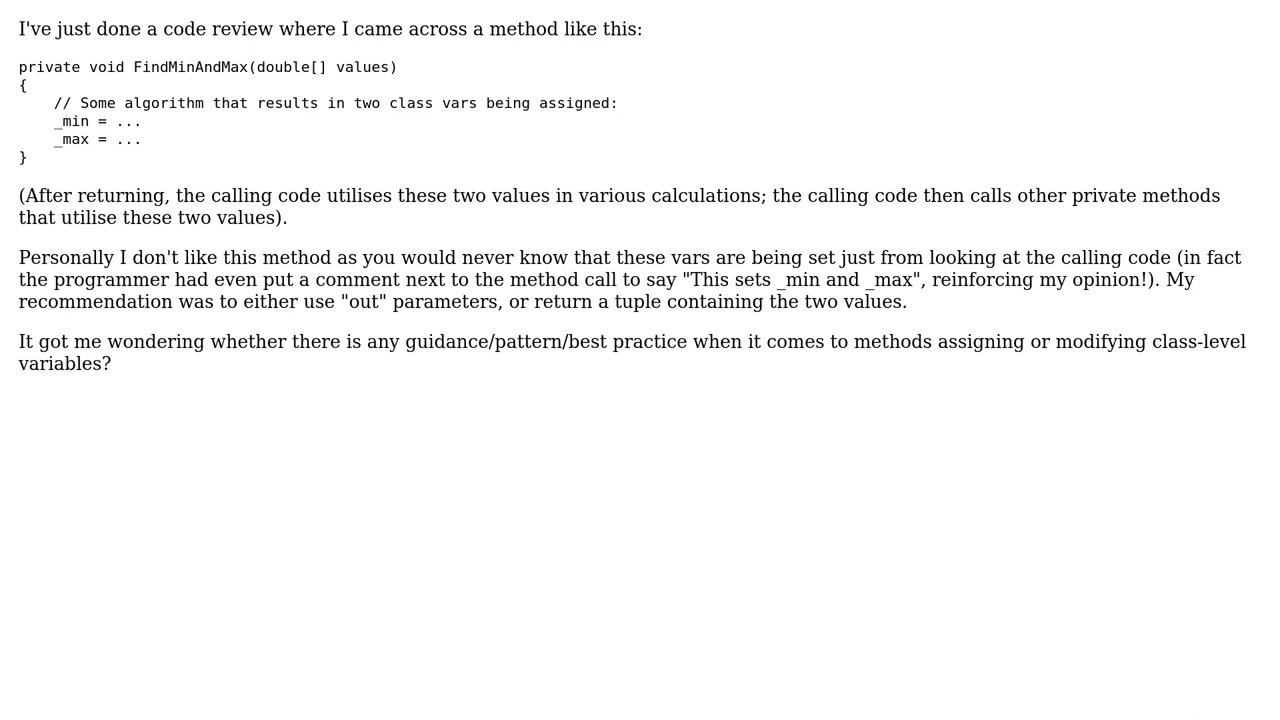 I've just done a code review where I came across a method like this:
private void FindMinAndMax(double[] values)
{
    // Some algorithm that results in two class vars being assigned:
    _min = ...
    _max = ...
}
(After returning, the calling code utilises these two values in various calculations; the calling code then calls other private methods
that utilise these two values).
Personally I don't like this method as you would never know that these vars are being set just from looking at the calling code (in fact
the programmer had even put a comment next to the method call to say "This sets _min and _max", reinforcing my opinion!). My
recommendation was to either use "out" parameters, or return a tuple containing the two values.
It got me wondering whether there is any guidance/pattern/best practice when it comes to methods assigning or modifying class-level
variables?